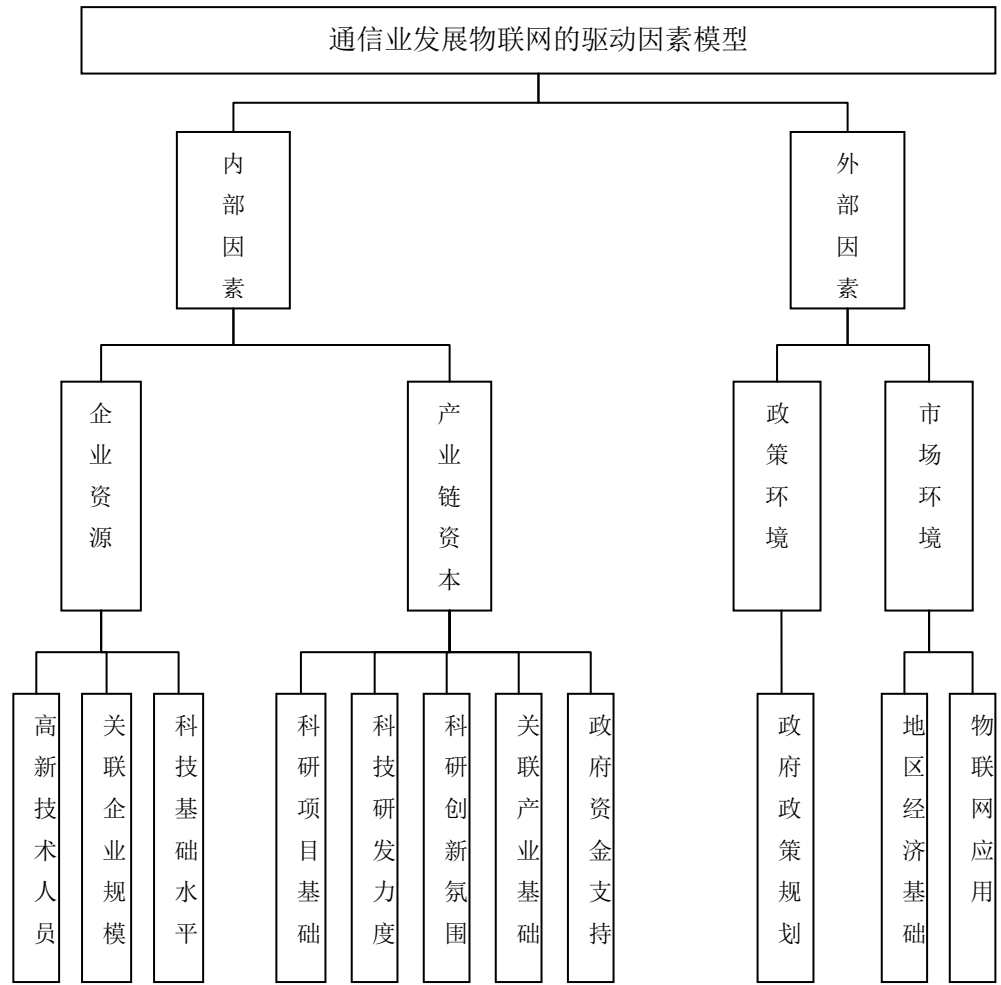 通信业发展物联网的驱动因素模型
内部因素
外部因素
企业资源
产业链资本
政策环境
市场环境
高新技术人员
关联企业规模
科技基础水平
科研项目基础
科技研发力度
科研创新氛围
关联产业基础
政府资金支持
政府政策规划
地区经济基础
物联网应用